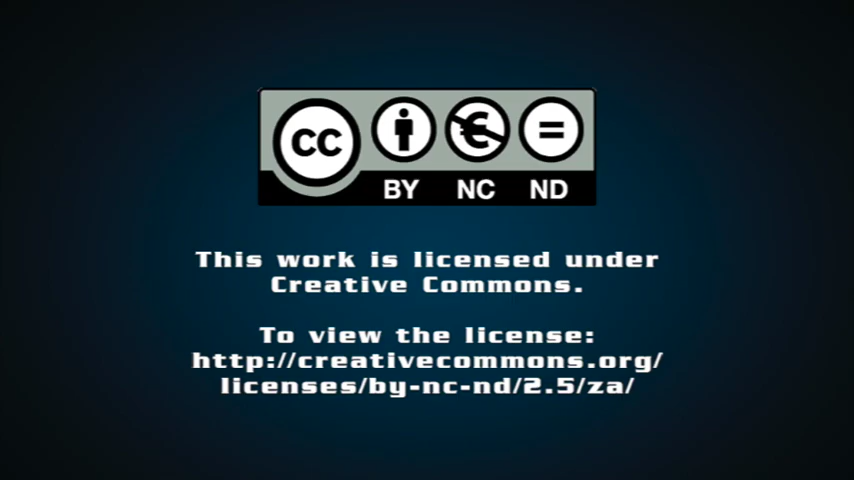 CC
BY NC ND
This work is licensed under
Creative Commons.
To view the license:
http://creativecommons.org/
licenses/by-nc-nd/2.5/za/